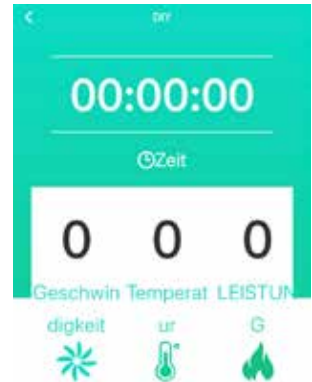 DIY
00:00:00
Zeit
0 0 0
Geschwin Temperat LEISTUN
digkeit ur G